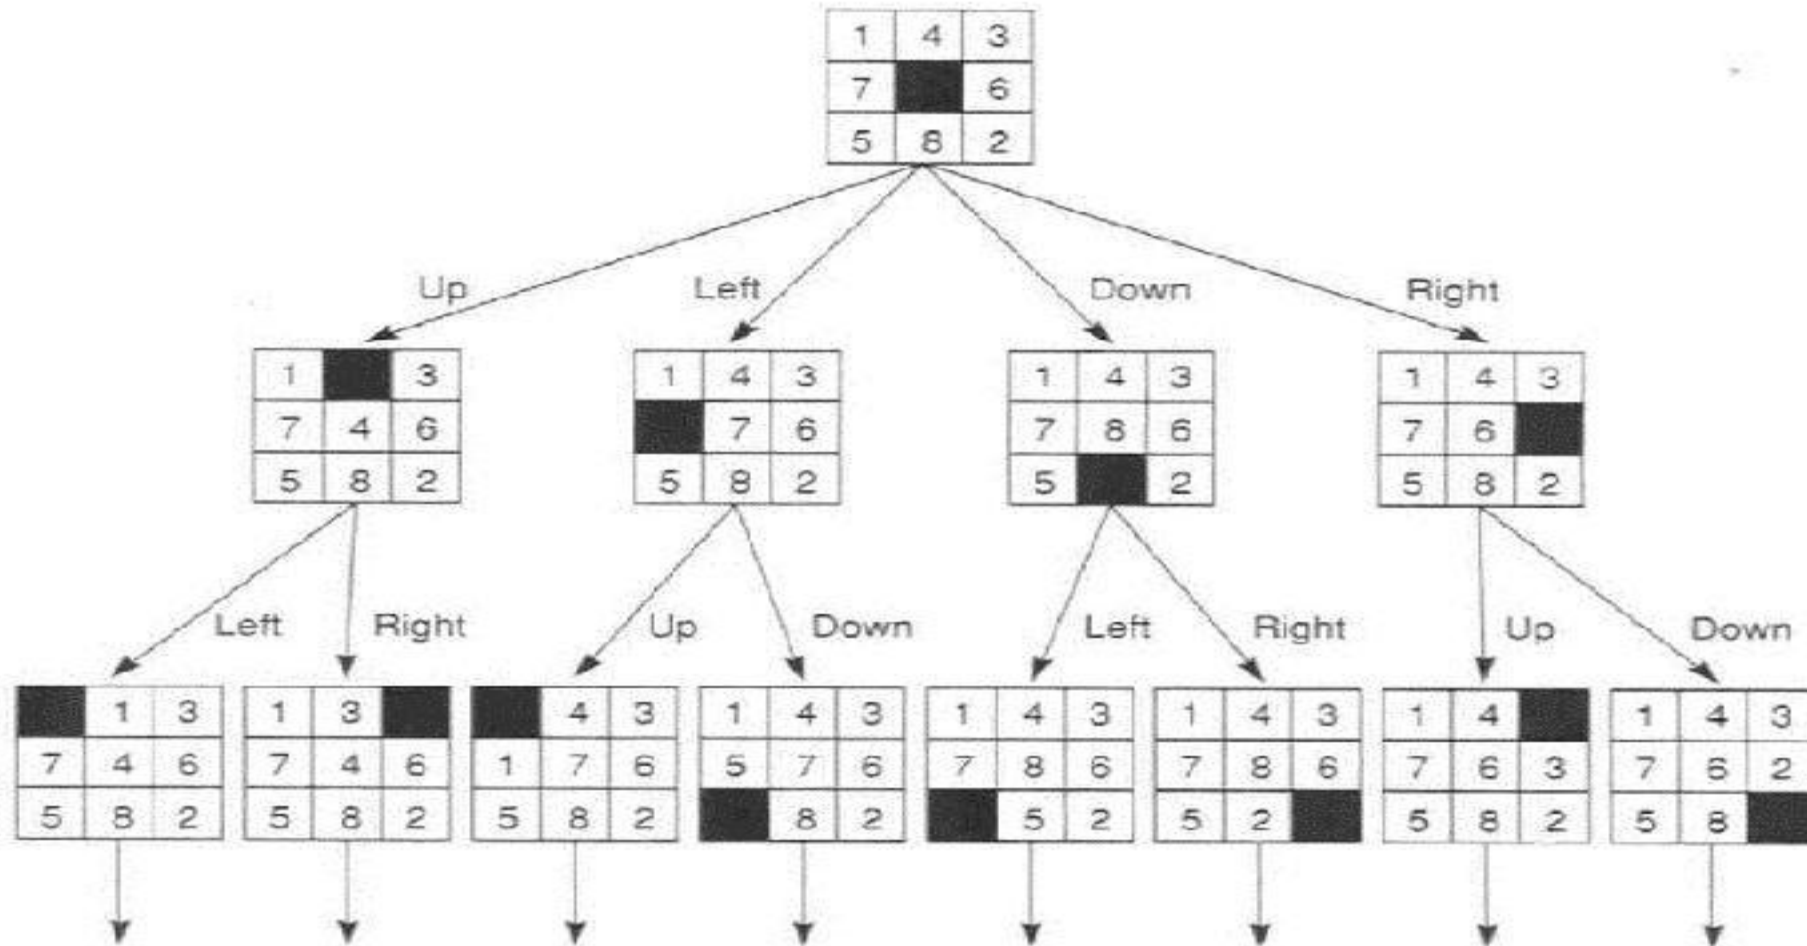 1 4 3
7 6
5 8 2
Up Left Down Right
1 3 1 4 3 1 4 3 1 4 3
7 4 6 7 6 7 8 6 7 6
5 8 2 5 8 2 5 2 5 8 2
Left Right Up Down Left Right Up Down
1 3 1 3 4 3 1 4 3 1 4 3 1 4 3 1 4 1 4 3
7 4 6 7 4 6 1 7 6 5 7 6 7 8 6 7 8 6 7 6 3 7 6 2
5 8 2 5 8 2 5 8 2 8 2 5 2 5 2 5 8 2 5 8